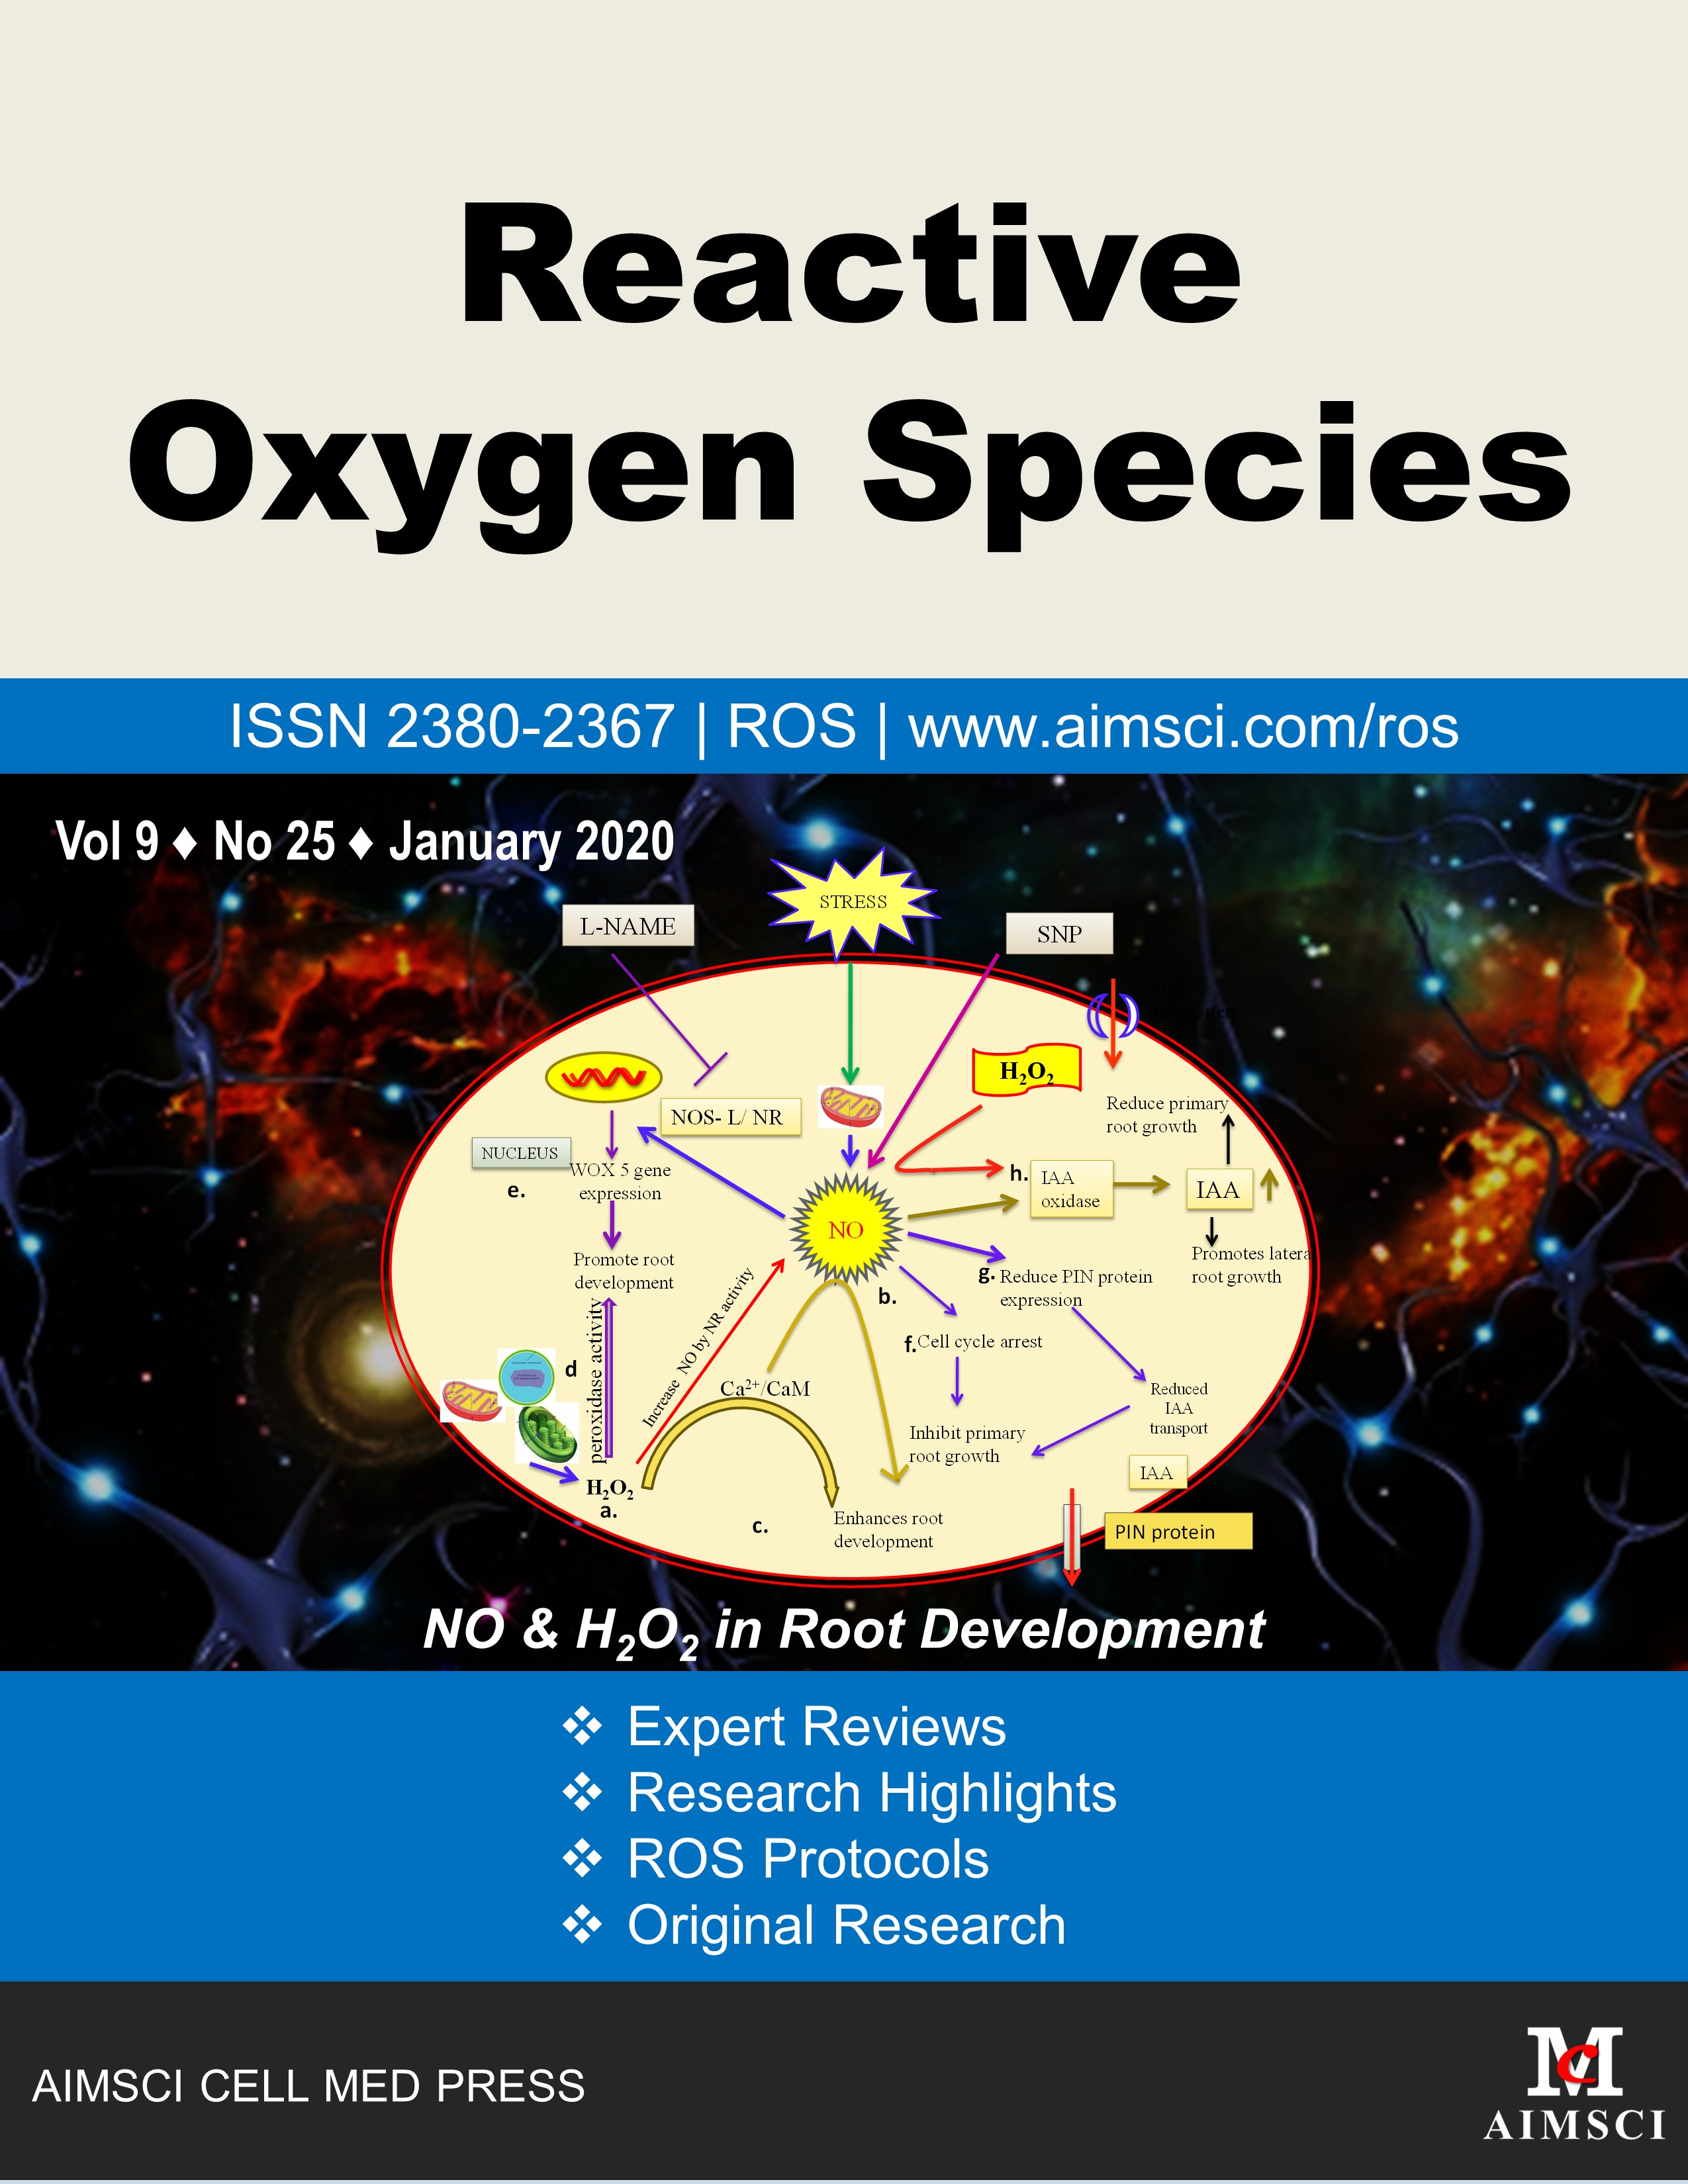 Reactive
Oxygen Species
ISSN 2380-2367 | ROS | www.aimsci.com/ros
Vol 9 ♦ No 25 ♦ January 2020
STRESS
L-NAME
SNP
H₂O₂
NOS- L/ NR
Reduce primary
root growth
NUCLEUS
e.
WOX 5 gene
expression
h.
IAA
oxidase
IAA
NO
Promote root
development
Promotes latera
root growth
g. Reduce PIN protein
expression
b.
f. Cell cycle arrest
d
peroxidase activity
Increase NO by NR activity
Ca²⁺/CaM
Reduced
IAA
transport
Inhibit primary
root growth
IAA
H₂O₂
a.
c.
Enhances root
development
PIN protein
NO & H₂O₂ in Root Development
❖ Expert Reviews
❖ Research Highlights
❖ ROS Protocols
❖ Original Research
AIMSCI CELL MED PRESS
MC
AIMSCI